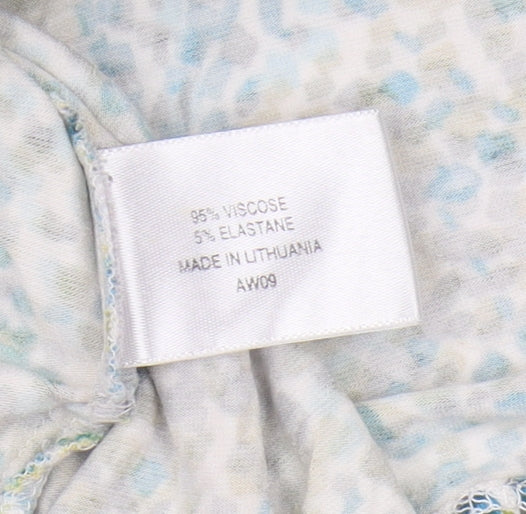 95% VISCOSE
5% ELASTANE
MADE IN LITHUANIA
AW09